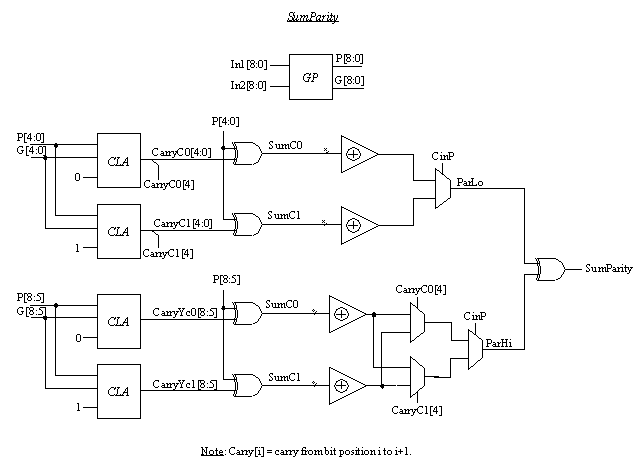 SumParity
In1[8:0]
In2[8:0]
GP
P[8:0]
G[8:0]
P[4:0]
P[4:0]
G[4:0]
CLA
0
CarryC0[4:0]
CarryC0[4]
SumC0
CinP
ParLo
CLA
1
CarryC1[4:0]
CarryC1[4]
SumC1
SumParity
P[8:5]
P[8:5]
G[8:5]
CLA
0
CarryYc0[8:5]
SumC0
CarryC0[4]
CinP
ParHi
CLA
1
CarryYc1[8:5]
SumC1
CarryC1[4]
Note: Carry[i] = carry from bit position i to i+1.